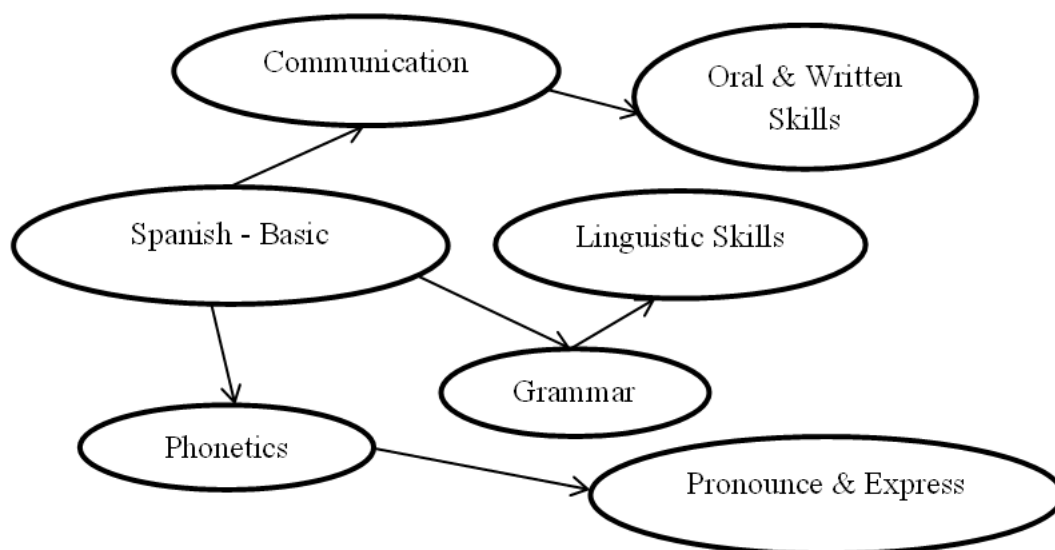 Communication
Oral & Written
Skills
Spanish - Basic
Linguistic Skills
Grammar
Phonetics
Pronounce & Express